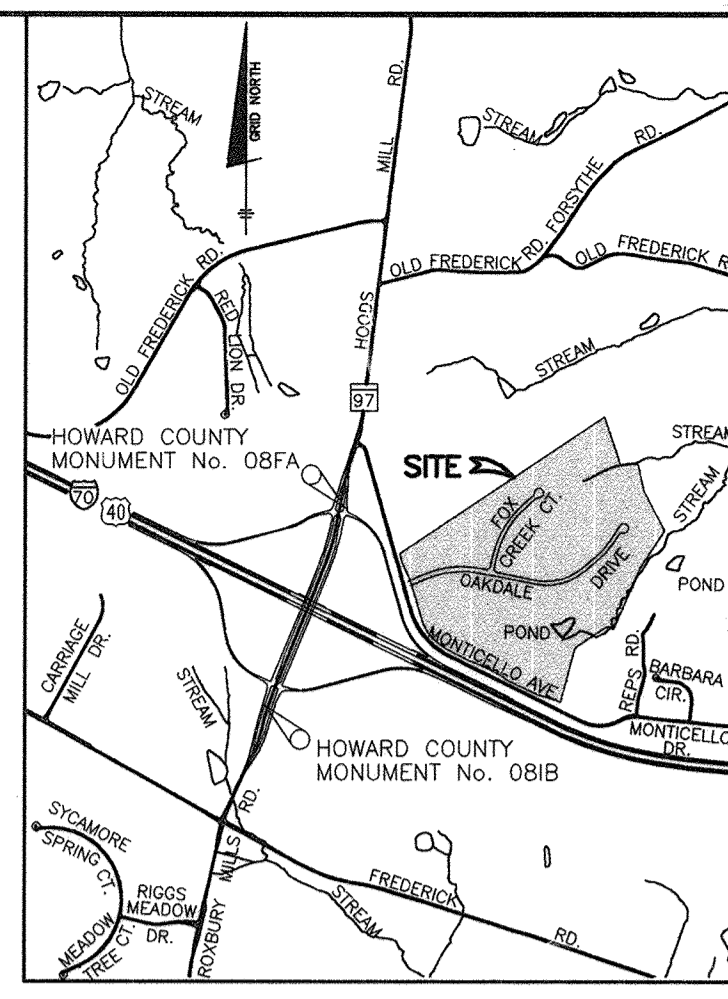 STREAM
GRID NORTH
RD.
MILL
HOODS
STREAM
RD.
FORSYTHE
OLD FREDERICK RD.
OLD FREDERICK R
OLD FREDERICK RD.
RED LION DR.
STREAM
97
HOWARD COUNTY
MONUMENT No. 08FA
SITE
STREAM
STREAM
70
40
FOX
CREEK CT.
OAKDALE
DRIVE
POND
POND
MONTICELLO AVE.
REPS RD.
BARBARA
CIR.
MONTICELLO
DR.
CARRIAGE
MILL DR.
STREAM
HOWARD COUNTY
MONUMENT No. 08IB
SYCAMORE
SPRING CT.
RIGGS
MEADOW
DR.
MEADOW
TREE CT.
ROXBURY
MILLS
RD.
STREAM
FREDERICK
RD.